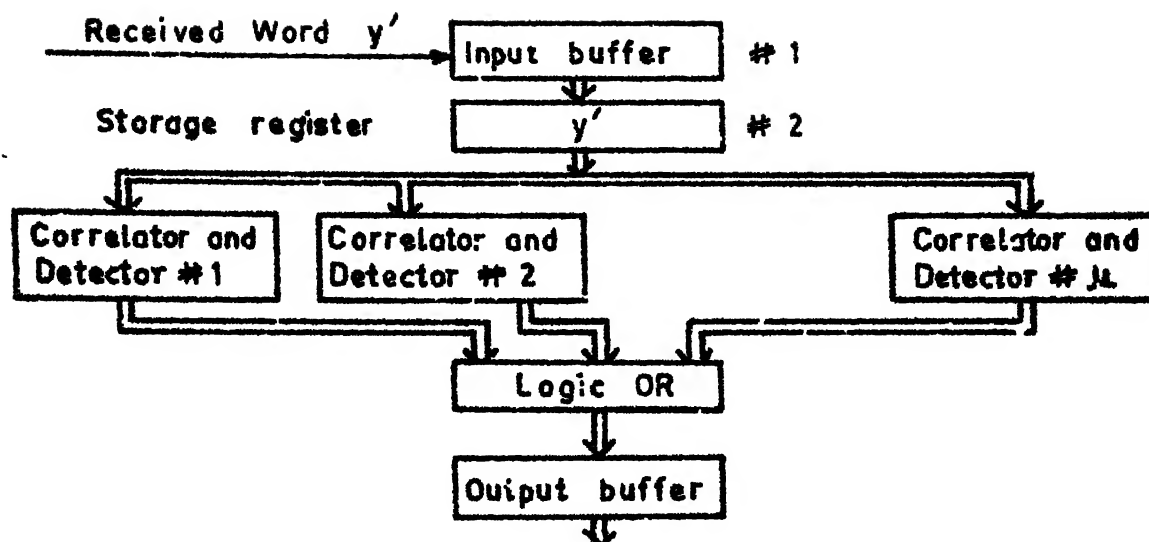 Received Word y′
Input buffer # 1
Storage register y′ # 2
Correlator and
Detector # 1
Correlator and
Detector # 2
Correlator and
Detector # μ
Logic OR
Ouiput buffer